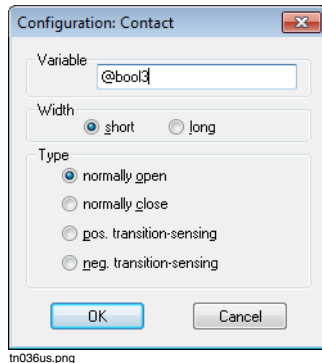 Configuration: Contact
Variable
@bool3
Width
short long
Type
normally open
normally close
pos. transition-sensing
neg. transition-sensing
OK Cancel
tn036us.png